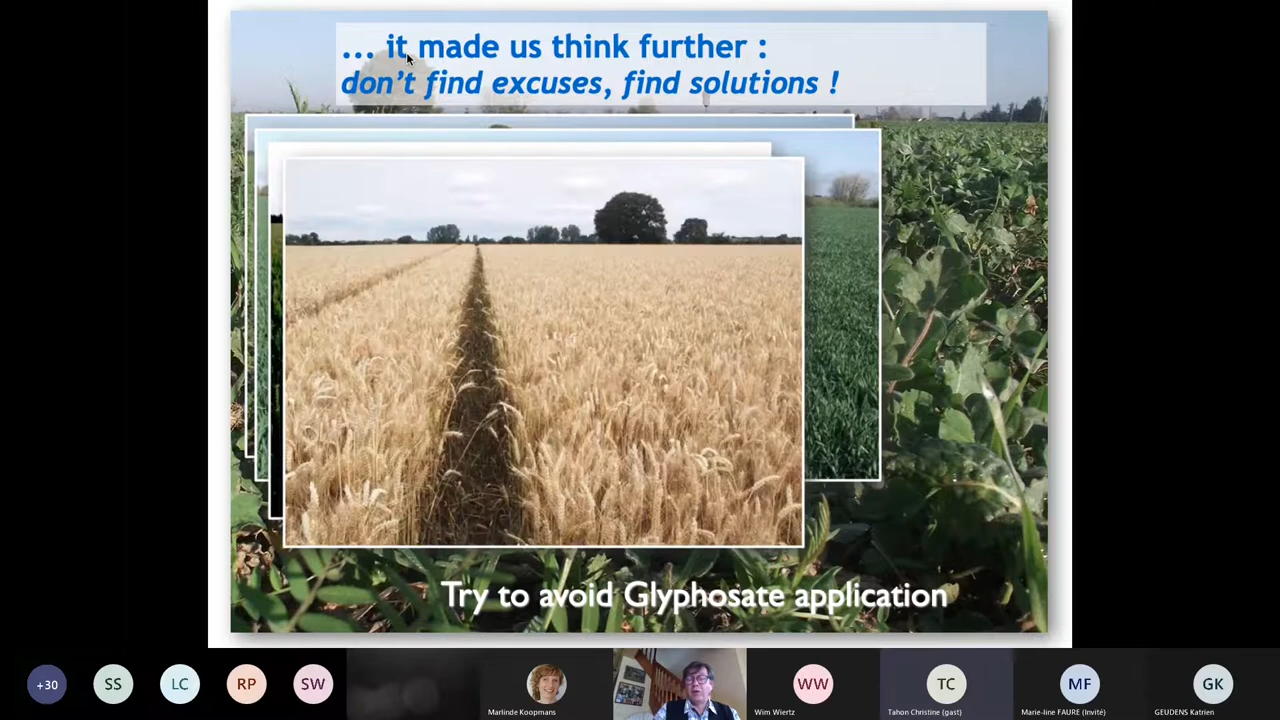 ... it made us think further :
don't find excuses, find solutions !
Try to avoid Glyphosate application
+30
SS
LC
RP
SW
Marlinde Koopmans
WW
Wim Wiertz
TC
Tahon Christine (gast)
MF
Marie-line FAURE (Invité)
GK
GEUDENS Katrien